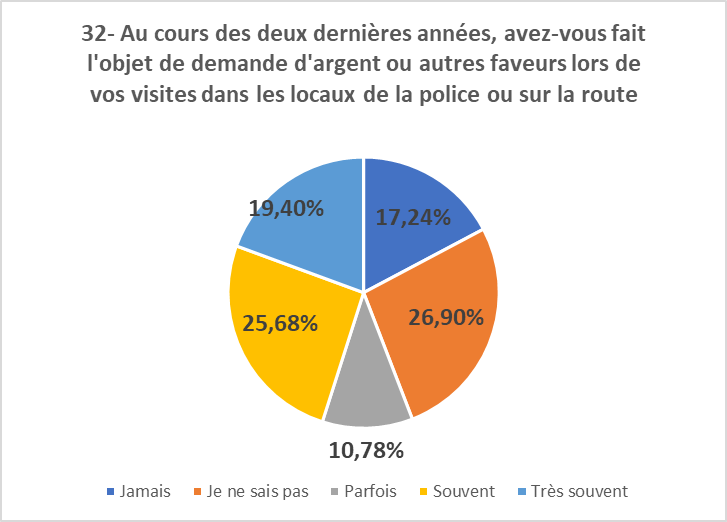 32- Au cours des deux dernières années, avez-vous fait
l'objet de demande d'argent ou autres faveurs lors de
vos visites dans les locaux de la police ou sur la route
19,40%
17,24%
25,68%
26,90%
10,78%
Jamais Je ne sais pas Parfois Souvent Très souvent